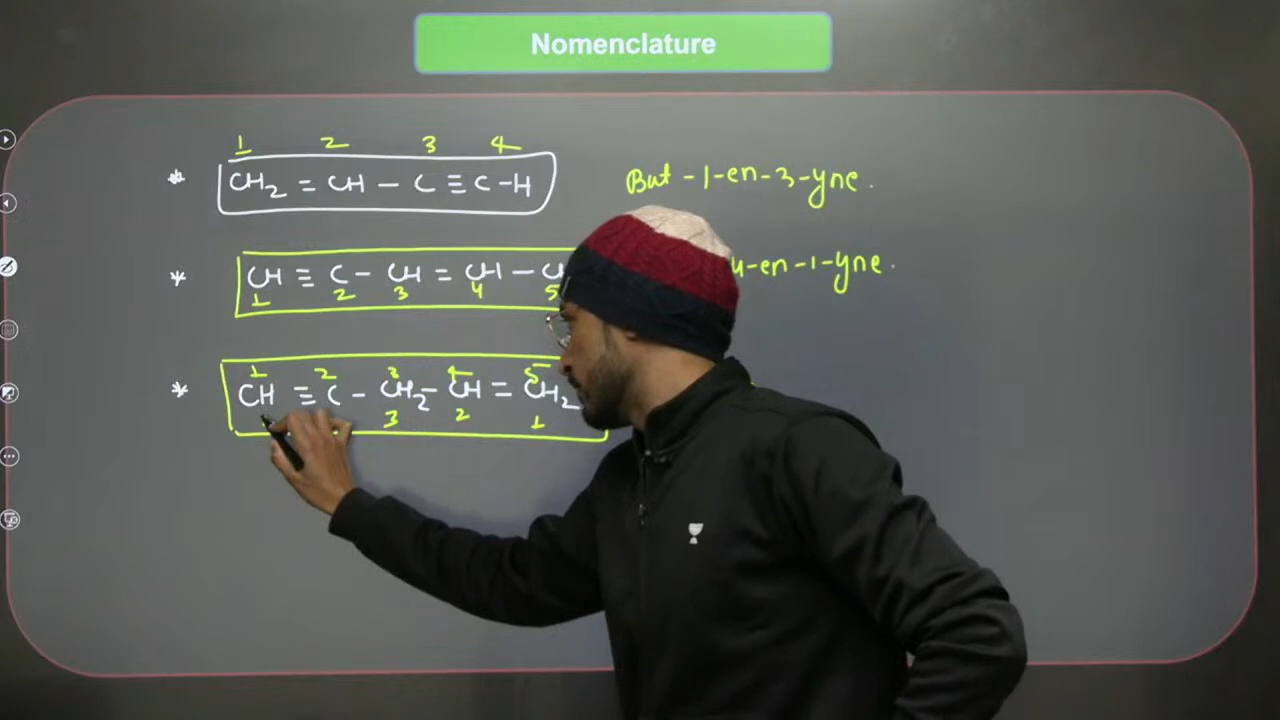 Nomenclature
1 2 3 4
* CH2 = CH - C ≡ C - H But - 1 - en - 3 - yne.
* CH ≡ C - CH = CH - 4 - en - 1 - yne.
1 2 3 4 5
1 2 3 4 5
* CH ≡ C - CH2 - CH = CH2
3 2 1